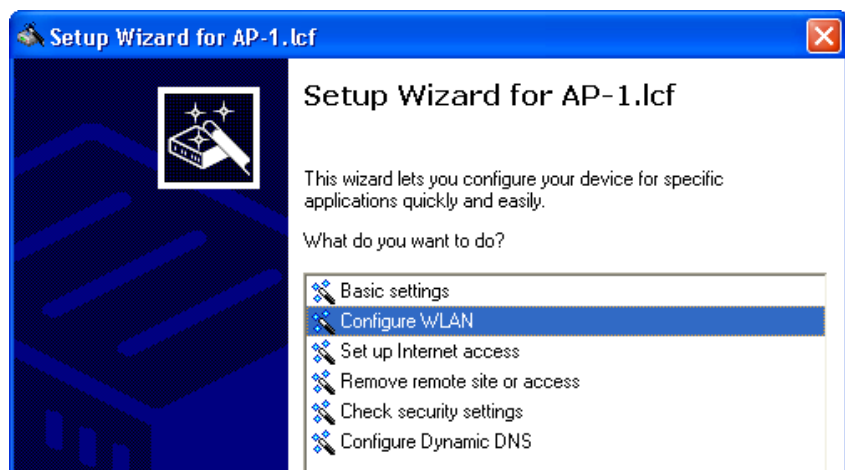 Setup Wizard for AP-1.lcf
Setup Wizard for AP-1.lcf
This wizard lets you configure your device for specific
applications quickly and easily.
What do you want to do?
Basic settings
Configure WLAN
Set up Internet access
Remove remote site or access
Check security settings
Configure Dynamic DNS